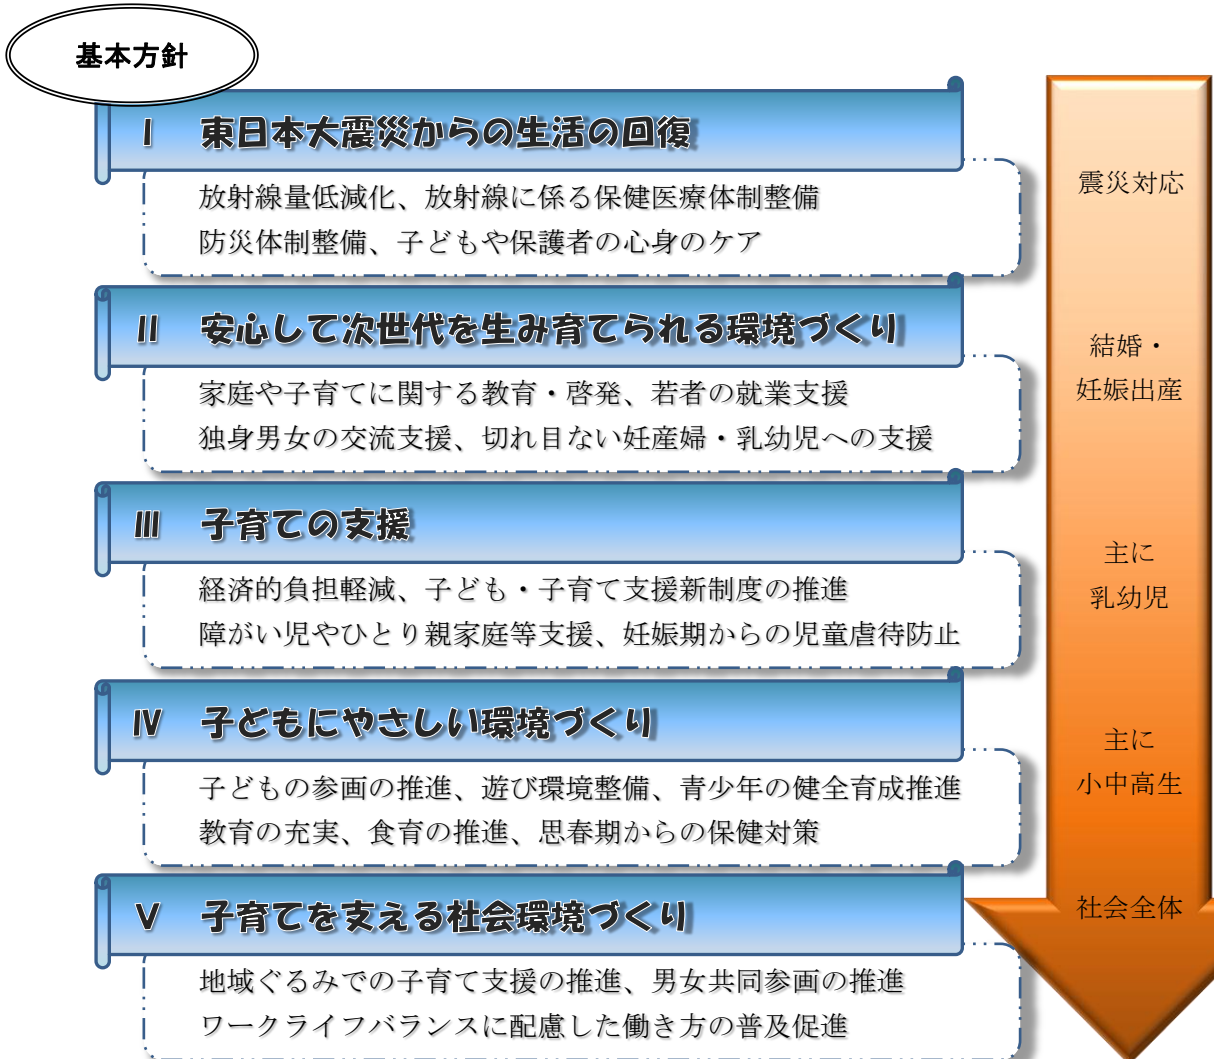 基本方針
Ⅰ 東日本大震災からの生活の回復
放射線量低減化、放射線に係る保健医療体制整備
防災体制整備、子どもや保護者の心身のケア
震災対応
Ⅱ 安心して次世代を生み育てられる環境づくり
家庭や子育てに関する教育・啓発、若者の就業支援
独身男女の交流支援、切れ目ない妊産婦・乳幼児への支援
結婚・
妊娠出産
Ⅲ 子育ての支援
経済的負担軽減、子ども・子育て支援新制度の推進
障がい児やひとり親家庭等支援、妊娠期からの児童虐待防止
主に
乳幼児
Ⅳ 子どもにやさしい環境づくり
子どもの参画の推進、遊び環境整備、青少年の健全育成推進
教育の充実、食育の推進、思春期からの保健対策
主に
小中高生
Ⅴ 子育てを支える社会環境づくり
地域ぐるみでの子育て支援の推進、男女共同参画の推進
ワークライフバランスに配慮した働き方の普及促進
社会全体